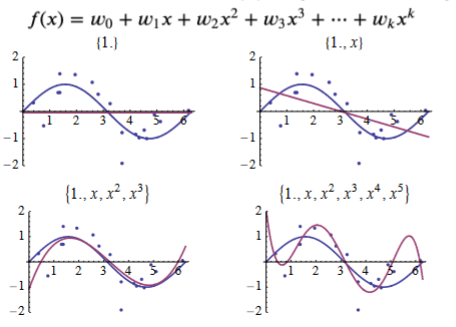 f(x) = w₀ + w₁x + w₂x² + w₃x³ + ⋯ + wₖxᵏ
{1.}
2
1
-1
-2
1 2 3 4 5 6
{1., x}
2
1
-1
-2
1 2 3 4 5 6
{1., x, x², x³}
2
1
-1
-2
1 2 3 4 5 6
{1., x, x², x³, x⁴, x⁵}
2
1
-1
-2
1 2 3 4 5 6